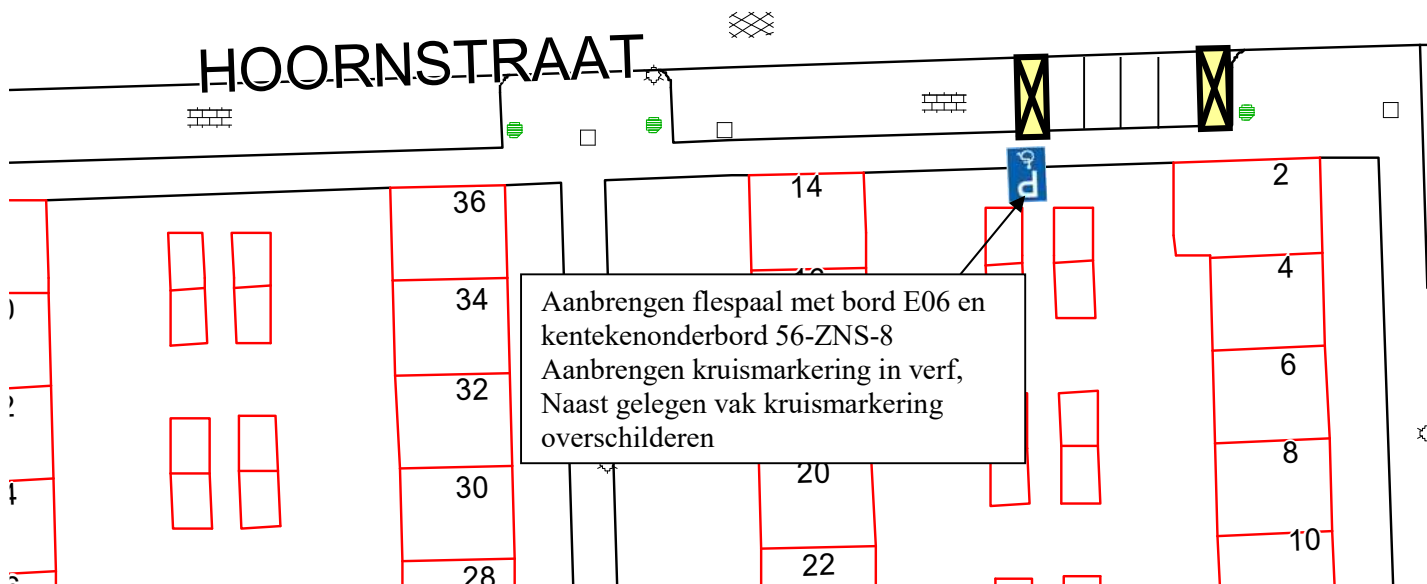 HOORNSTRAAT
36
34
32
30
28
14
P
2
4
6
8
10
Aanbrengen flespaal met bord E06 en
kentekenonderbord 56-ZNS-8
Aanbrengen kruismarkering in verf,
Naast gelegen vak kruismarkering
overschilderen
20
22